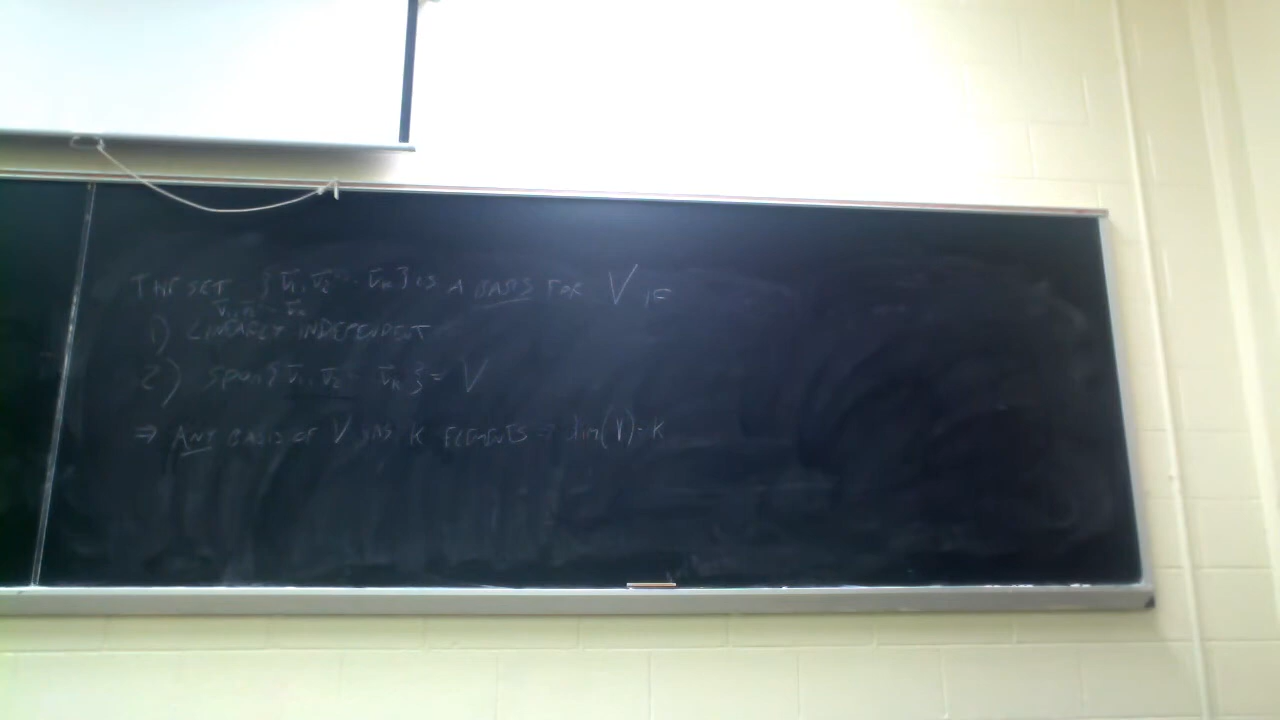 THE SET { v̄₁, v̄₂ ... v̄ₖ } IS A BASIS FOR V IF
v̄₁, v̄₂ ... v̄ₖ
1) LINEARLY INDEPENDENT
2) SPAN { v̄₁, v̄₂ ... v̄ₖ } = V
⇒ ANY BASIS OF V HAS K ELEMENTS ⇒ dim(V) = K